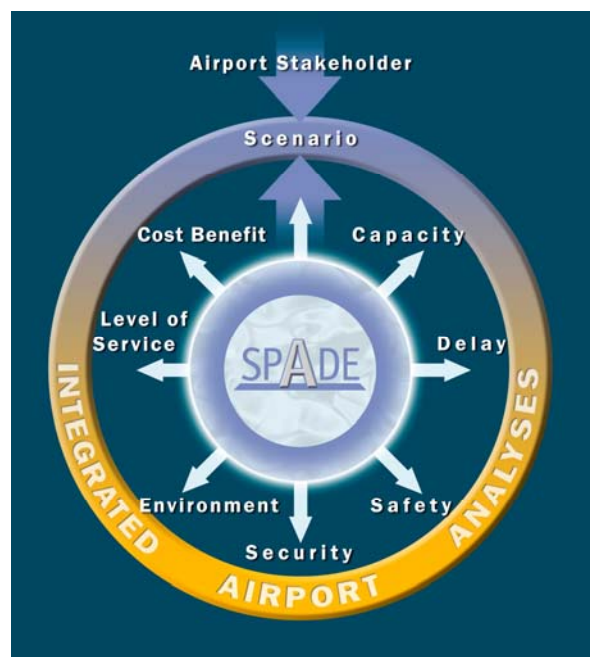 Airport Stakeholder
Scenario
Cost Benefit
Capacity
Level of
Service
Delay
SPADE
Environment
Safety
Security
INTEGRATED AIRPORT ANALYSES